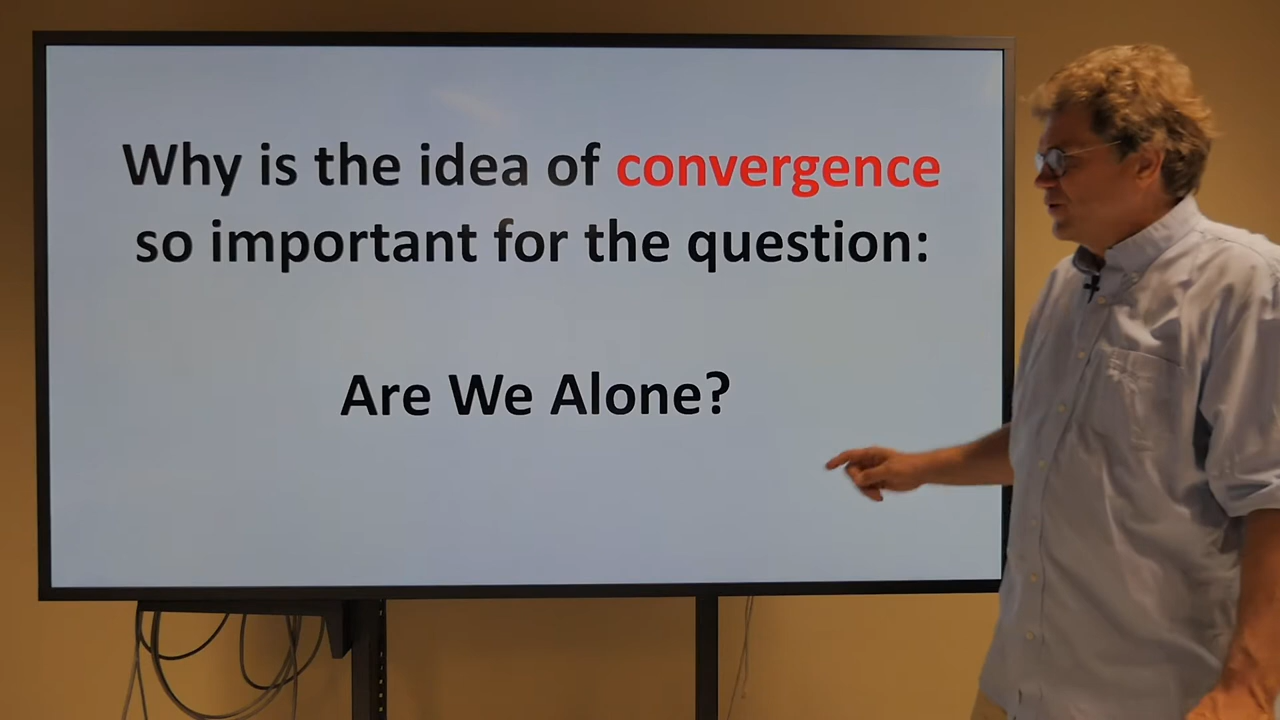 Why is the idea of convergence
so important for the question:
Are We Alone?